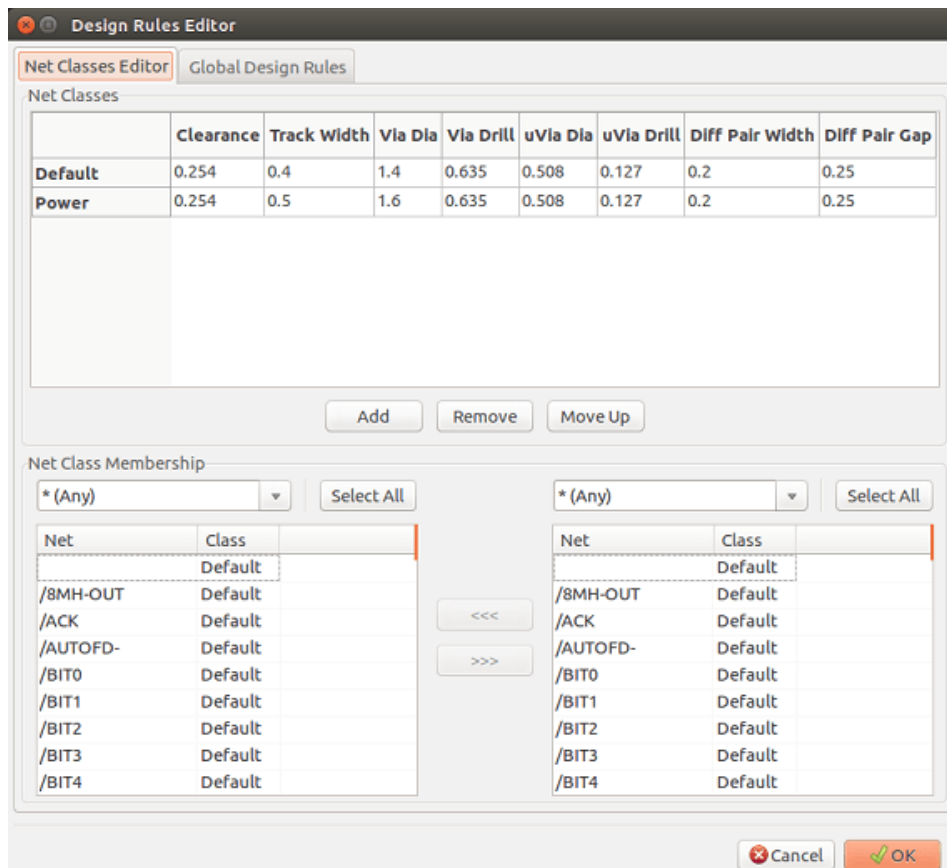 Design Rules Editor
Net Classes Editor Global Design Rules
Net Classes
Clearance Track Width Via Dia Via Drill uVia Dia uVia Drill Diff Pair Width Diff Pair Gap
Default 0.254 0.4 1.4 0.635 0.508 0.127 0.2 0.25
Power 0.254 0.5 1.6 0.635 0.508 0.127 0.2 0.25
Add Remove Move Up
Net Class Membership
* (Any) Select All * (Any) Select All
Net Class Net Class
Default Default
/8MH-OUT Default /8MH-OUT Default
/ACK Default <<< /ACK Default
/AUTOFD- Default /AUTOFD- Default
/BIT0 Default >>> /BIT0 Default
/BIT1 Default /BIT1 Default
/BIT2 Default /BIT2 Default
/BIT3 Default /BIT3 Default
/BIT4 Default /BIT4 Default
Cancel OK